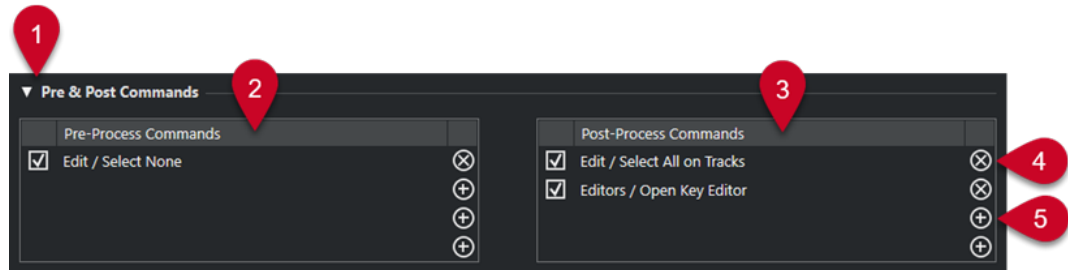 1
2
3
Pre & Post Commands
Pre-Process Commands
Edit / Select None
Post-Process Commands
Edit / Select All on Tracks
4
Editors / Open Key Editor
5